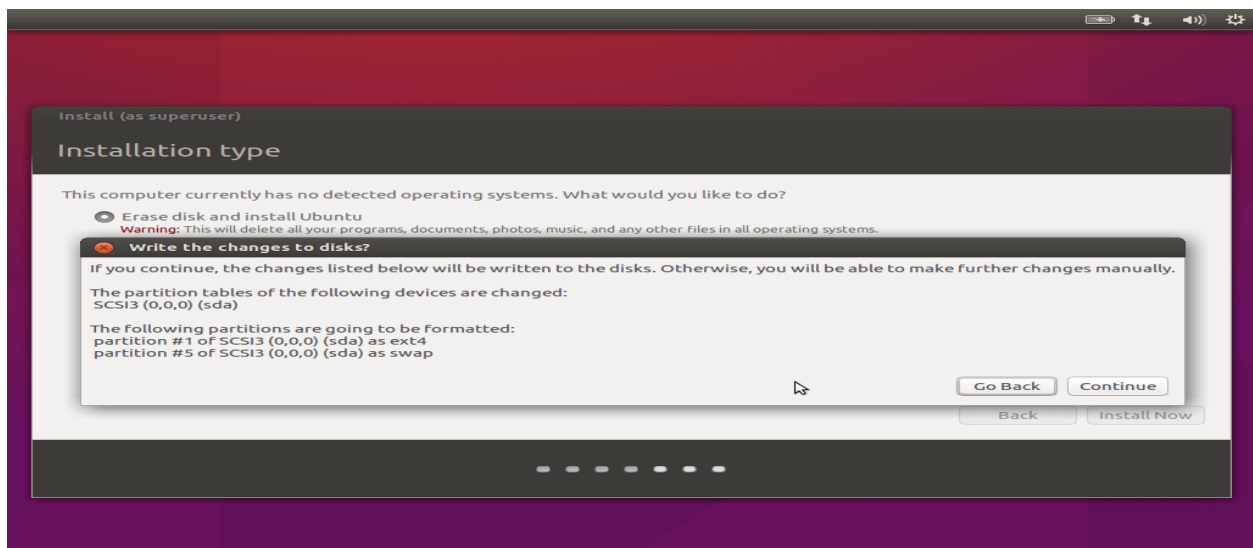 Install (as superuser)
Installation type
This computer currently has no detected operating systems. What would you like to do?
Erase disk and install Ubuntu
Warning: This will delete all your programs, documents, photos, music, and any other files in all operating systems.
Write the changes to disks?
If you continue, the changes listed below will be written to the disks. Otherwise, you will be able to make further changes manually.
The partition tables of the following devices are changed:
SCSI3 (0,0,0) (sda)
The following partitions are going to be formatted:
partition #1 of SCSI3 (0,0,0) (sda) as ext4
partition #5 of SCSI3 (0,0,0) (sda) as swap
Go Back Continue
Back Install Now